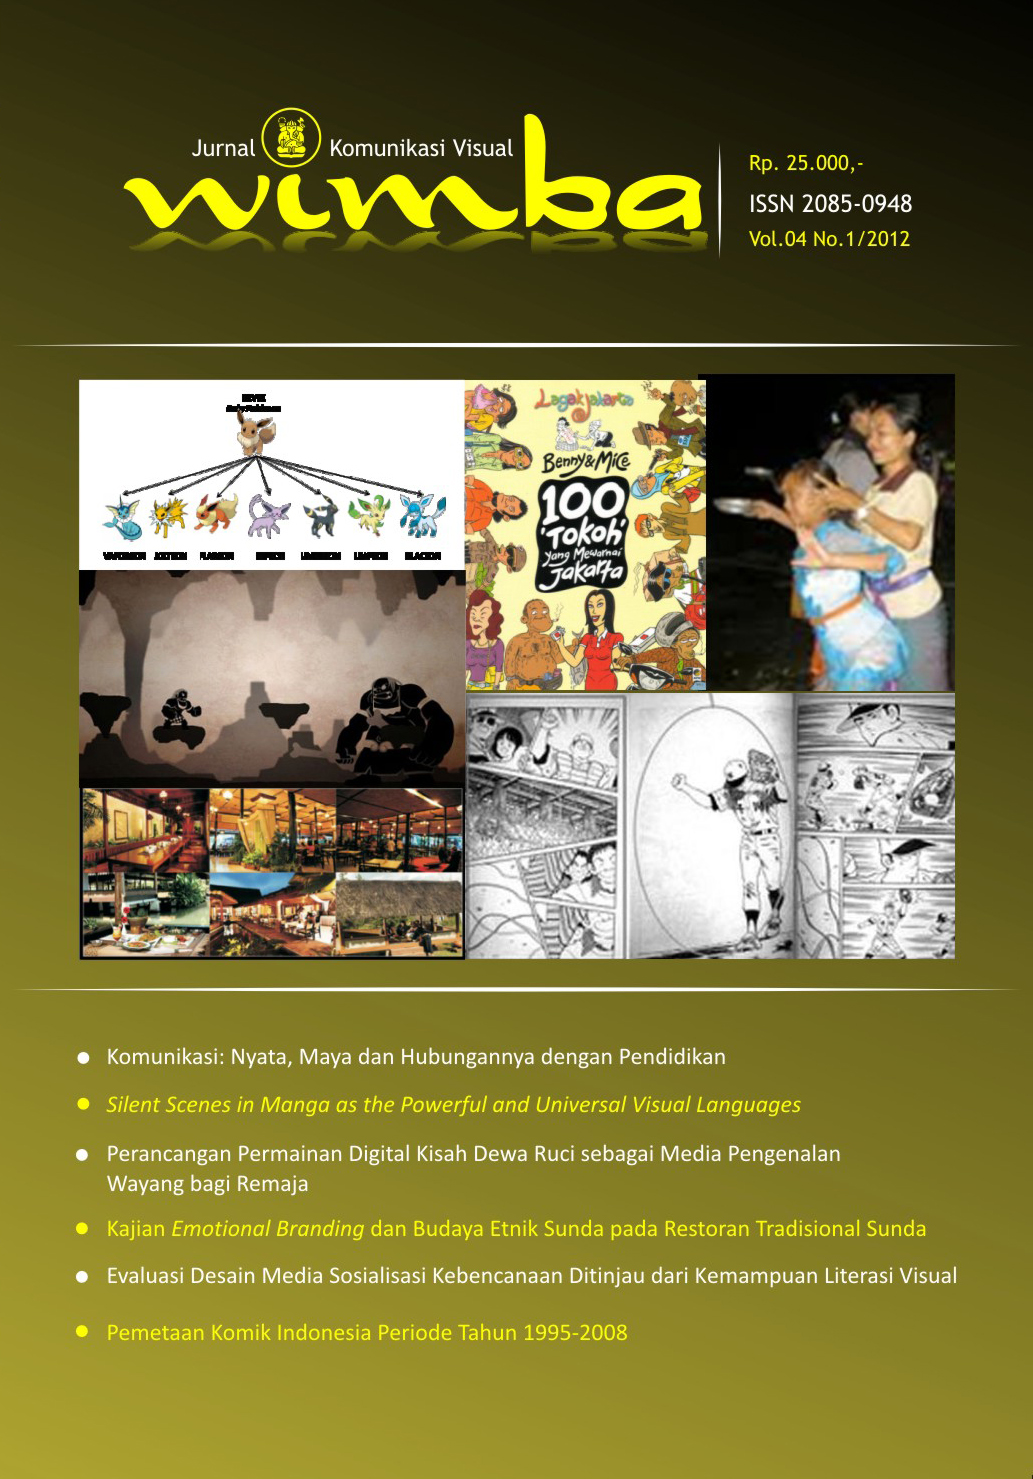 Jurnal Komunikasi Visual
wimba
Rp. 25.000,-
ISSN 2085-0948
Vol.04 No.1/2012
Lagak Jakarta
Benny & Mice
100
Tokoh
yang Mewarnai
Jakarta
Komunikasi: Nyata, Maya dan Hubungannya dengan Pendidikan
Silent Scenes in Manga as the Powerful and Universal Visual Languages
Perancangan Permainan Digital Kisah Dewa Ruci sebagai Media Pengenalan
Wayang bagi Remaja
Kajian Emotional Branding dan Budaya Etnik Sunda pada Restoran Tradisional Sunda
Evaluasi Desain Media Sosialisasi Kebencanaan Ditinjau dari Kemampuan Literasi Visual
Pemetaan Komik Indonesia Periode Tahun 1995-2008